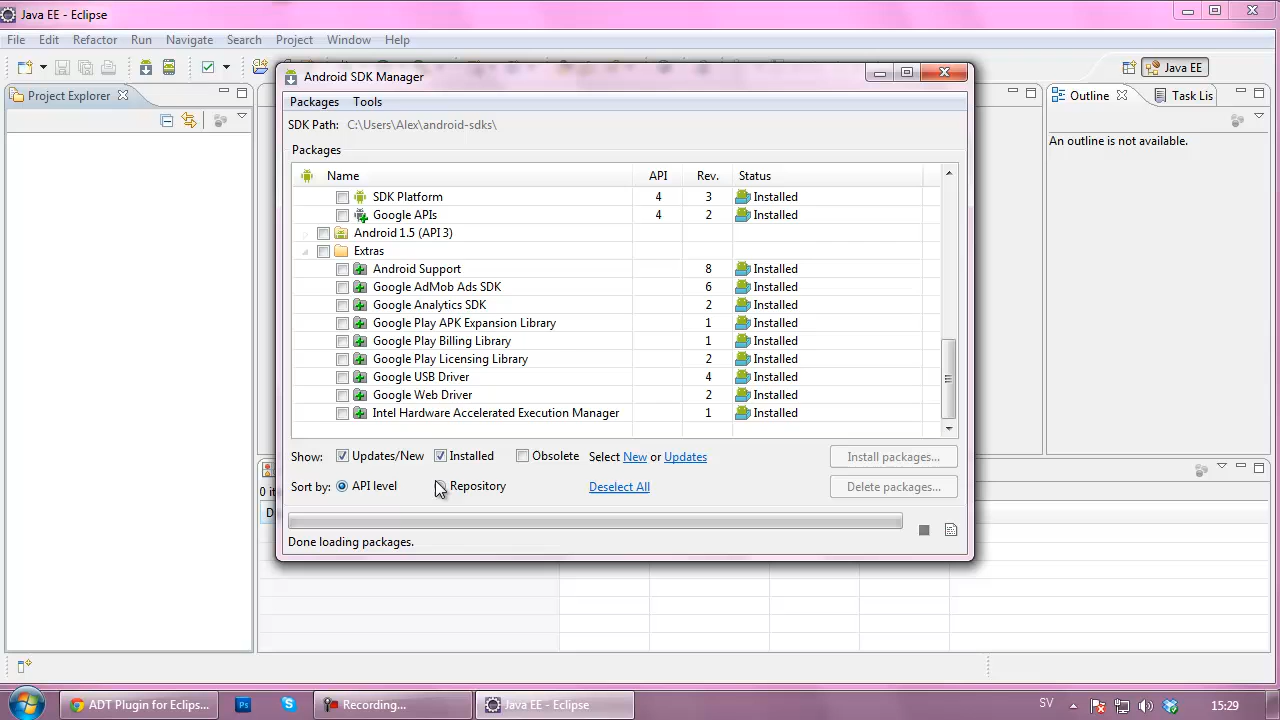 Java EE - Eclipse
File Edit Refactor Run Navigate Search Project Window Help
Java EE
Project Explorer
Outline Task Lis
An outline is not available.
0 it
D
Android SDK Manager
Packages Tools
SDK Path: C:\Users\Alex\android-sdks\
Packages
Name API Rev. Status
SDK Platform 4 3 Installed
Google APIs 4 2 Installed
Android 1.5 (API 3)
Extras
Android Support 8 Installed
Google AdMob Ads SDK 6 Installed
Google Analytics SDK 2 Installed
Google Play APK Expansion Library 1 Installed
Google Play Billing Library 1 Installed
Google Play Licensing Library 2 Installed
Google USB Driver 4 Installed
Google Web Driver 2 Installed
Intel Hardware Accelerated Execution Manager 1 Installed
Show: Updates/New Installed Obsolete Select New or Updates Install packages...
Sort by: API level Repository Deselect All Delete packages...
Done loading packages.
ADT Plugin for Eclips... Ps Recording... Java EE - Eclipse SV 15:29